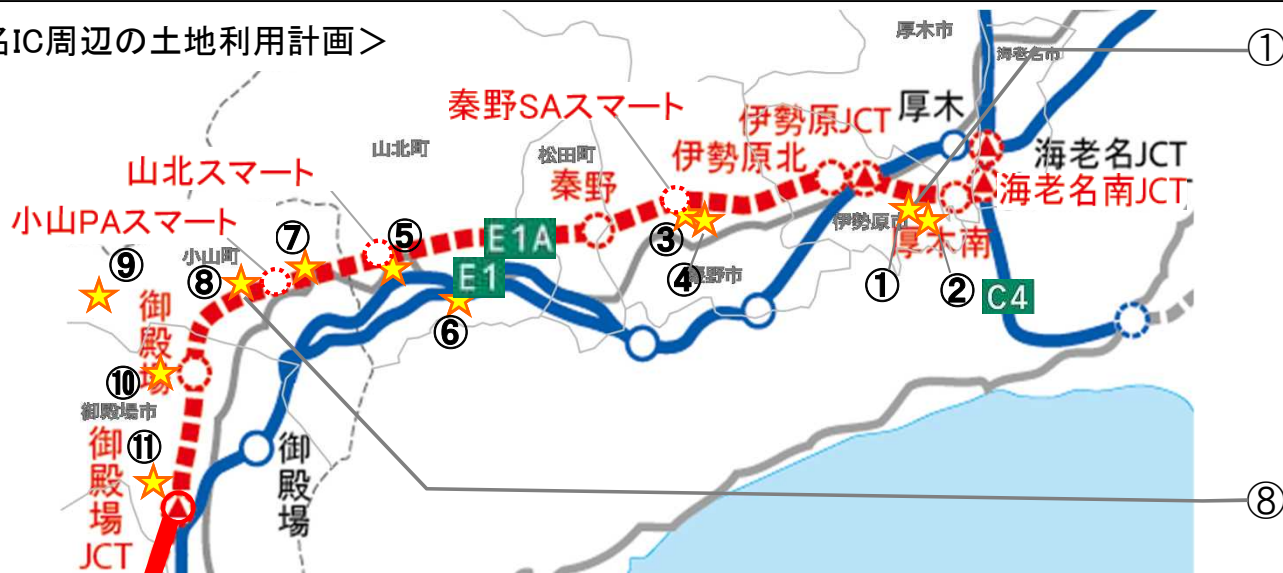 名IC周辺の土地利用計画＞
厚木市
海老名市
①
秦野SAスマート
伊勢原JCT
厚木
山北町
松田町
伊勢原北
海老名JCT
山北スマート
秦野
海老名南JCT
小山PAスマート
⑦
⑤
E1A
③
伊勢原市
厚木南
⑨
小山町
⑧
E1
④
秦野市
①
②
C4
御殿場
⑥
⑩
御殿場市
⑪
御殿場JCT
御殿場
⑧